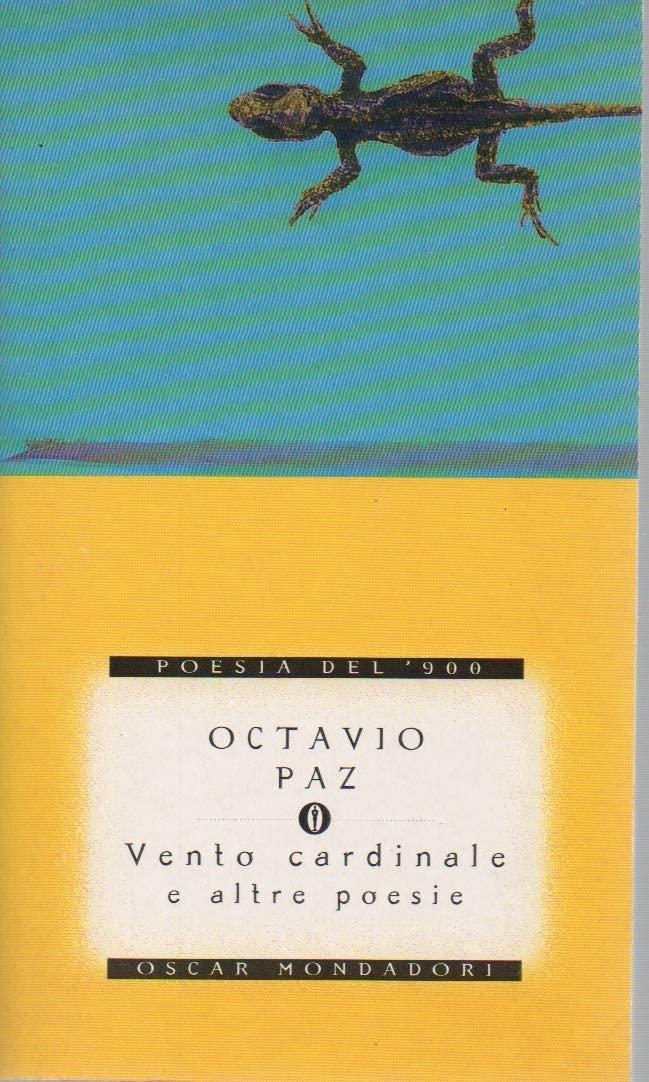 POESIA DEL '900
OCTAVIO
PAZ
Vento cardinale
e altre poesie
OSCAR MONDADORI